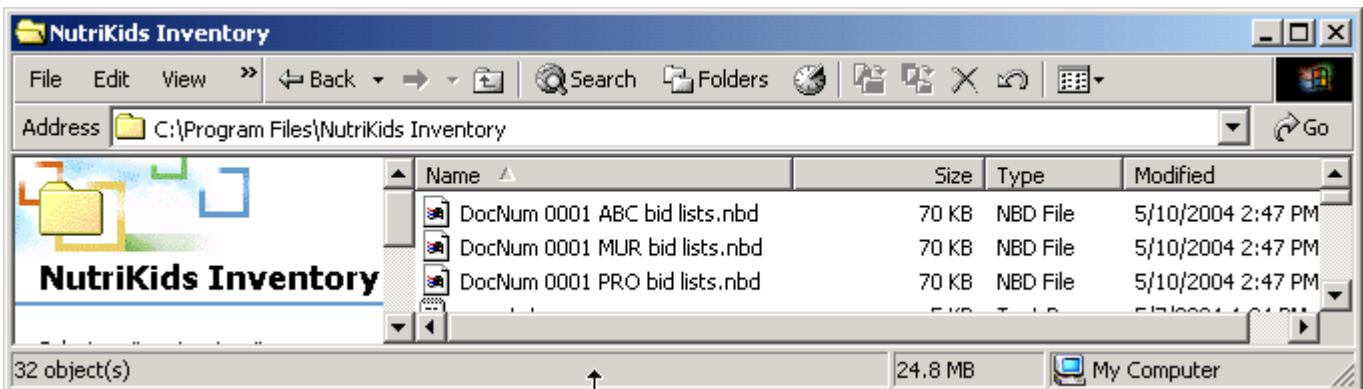 NutriKids Inventory
File Edit View » Back Search Folders
Address C:\Program Files\NutriKids Inventory Go
Name Size Type Modified
DocNum 0001 ABC bid lists.nbd 70 KB NBD File 5/10/2004 2:47 PM
DocNum 0001 MUR bid lists.nbd 70 KB NBD File 5/10/2004 2:47 PM
DocNum 0001 PRO bid lists.nbd 70 KB NBD File 5/10/2004 2:47 PM
NutriKids Inventory
32 object(s) 24.8 MB My Computer